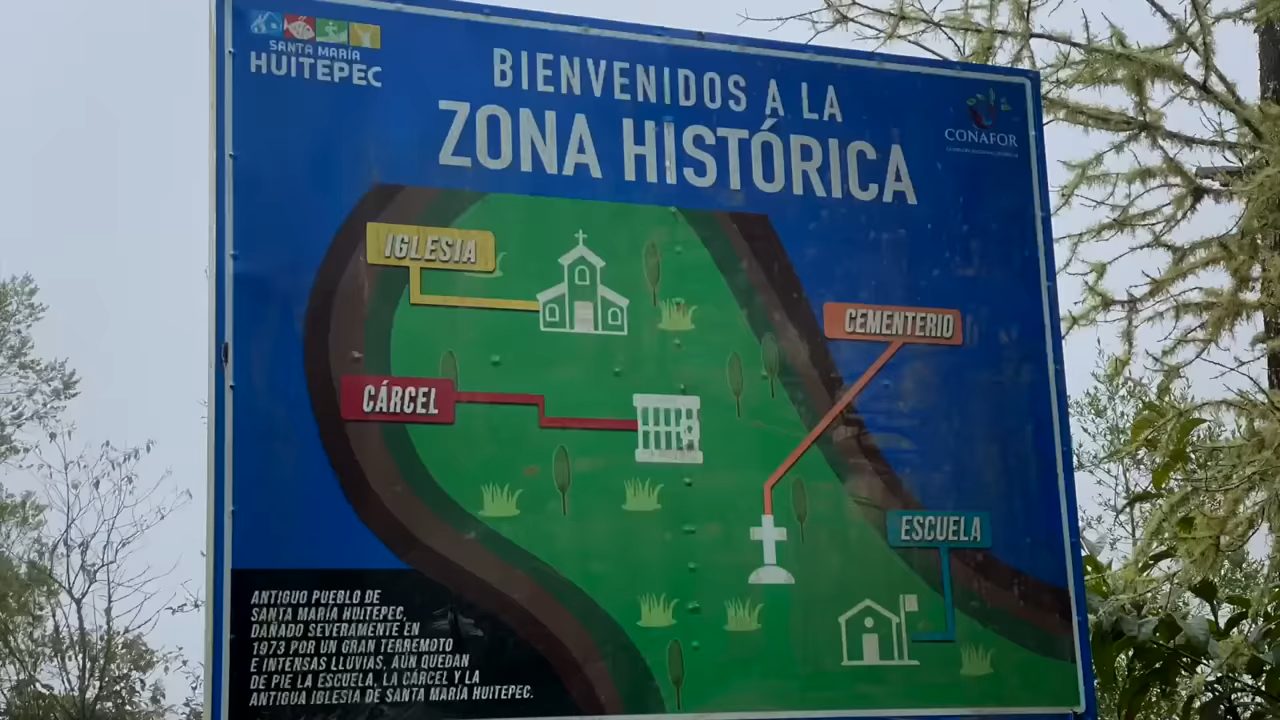 SANTA MARÍA
HUITEPEC
BIENVENIDOS A LA
ZONA HISTÓRICA
CONAFOR
IGLESIA
CEMENTERIO
CÁRCEL
ESCUELA
ANTIGUO PUEBLO DE
SANTA MARÍA HUITEPEC,
DAÑADO SEVERAMENTE EN
1973 POR UN GRAN TERREMOTO
E INTENSAS LLUVIAS, AÚN QUEDAN
DE PIE LA ESCUELA, LA CÁRCEL Y LA
ANTIGUA IGLESIA DE SANTA MARÍA HUITEPEC.